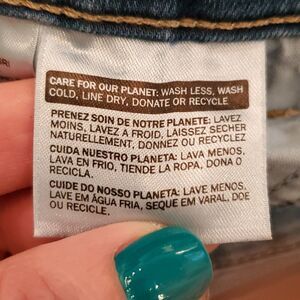 CARE FOR OUR PLANET: WASH LESS, WASH
COLD, LINE DRY, DONATE OR RECYCLE
PRENEZ SOIN DE NOTRE PLANETE: LAVEZ
MOINS, LAVEZ A FROID, LAISSEZ SECHER
NATURELLEMENT, DONNEZ OU RECYCLEZ
CUIDA NUESTRO PLANETA: LAVA MENOS,
LAVA EN FRIO, TIENDE LA ROPA, DONA O
RECICLA.
CUIDE DO NOSSO PLANETA: LAVE MENOS,
LAVE EM ÁGUA FRIA, SEQUE EM VARAL, DOE
OU RECICLE.